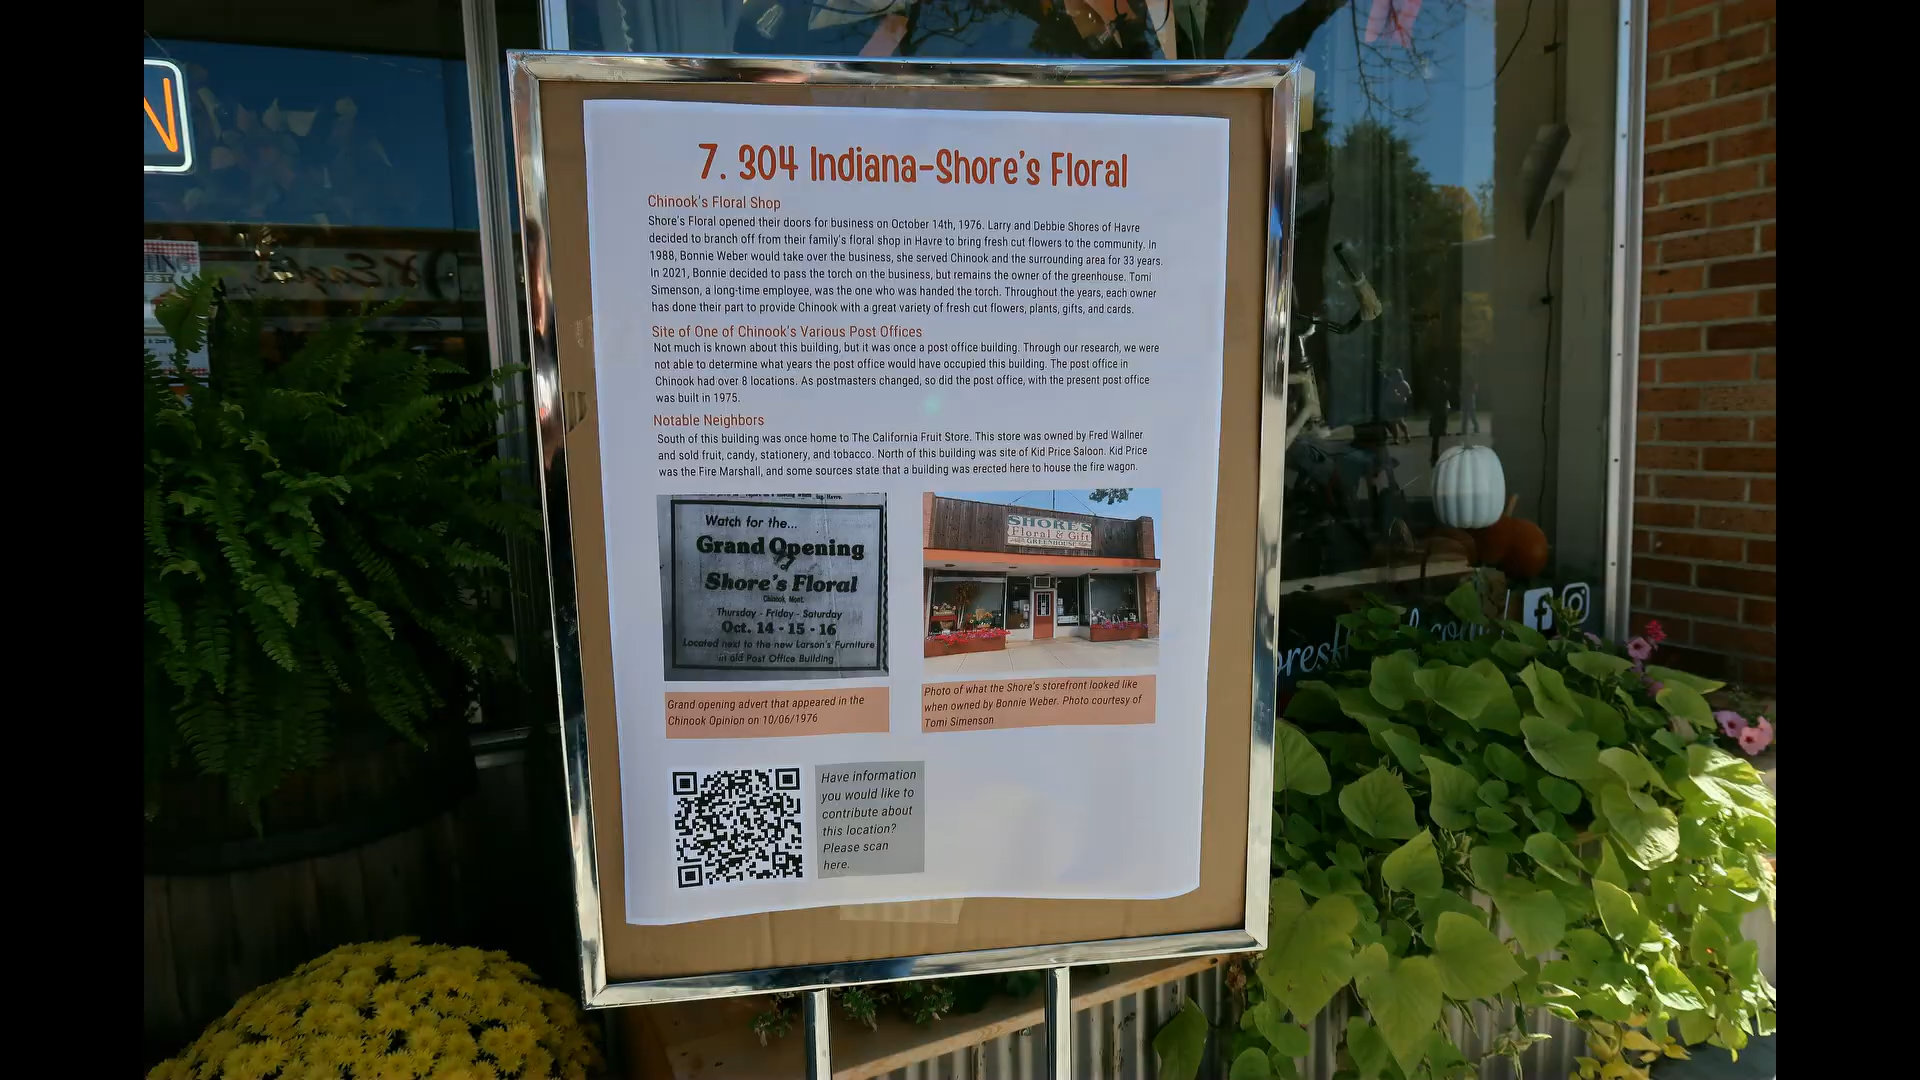 7. 304 Indiana-Shore's Floral
Chinook's Floral Shop
Shore's Floral opened their doors for business on October 14th, 1976. Larry and Debbie Shores of Havre
decided to branch off from their family's floral shop in Havre to bring fresh cut flowers to the community. In
1988, Bonnie Weber would take over the business, she served Chinook and the surrounding area for 33 years.
In 2021, Bonnie decided to pass the torch on the business, but remains the owner of the greenhouse. Tomi
Simenson, a long-time employee, was the one who was handed the torch. Throughout the years, each owner
has done their part to provide Chinook with a great variety of fresh cut flowers, plants, gifts, and cards.
Site of One of Chinook's Various Post Offices
Not much is known about this building, but it was once a post office building. Through our research, we were
not able to determine what years the post office would have occupied this building. The post office in
Chinook had over 8 locations. As postmasters changed, so did the post office, with the present post office
was built in 1975.
Notable Neighbors
South of this building was once home to The California Fruit Store. This store was owned by Fred Wallner
and sold fruit, candy, stationery, and tobacco. North of this building was site of Kid Price Saloon. Kid Price
was the Fire Marshall, and some sources state that a building was erected here to house the fire wagon.
Watch for the...
Grand Opening
of
Shore's Floral
Chinook, Mont.
Thursday - Friday - Saturday
Oct. 14 - 15 - 16
Located next to the new Larson's Furniture
in old Post Office Building
SHORE'S
Floral & Gift
GREENHOUSE
Grand opening advert that appeared in the
Chinook Opinion on 10/06/1976
Photo of what the Shore's storefront looked like
when owned by Bonnie Weber. Photo courtesy of
Tomi Simenson
Have information
you would like to
contribute about
this location?
Please scan
here.